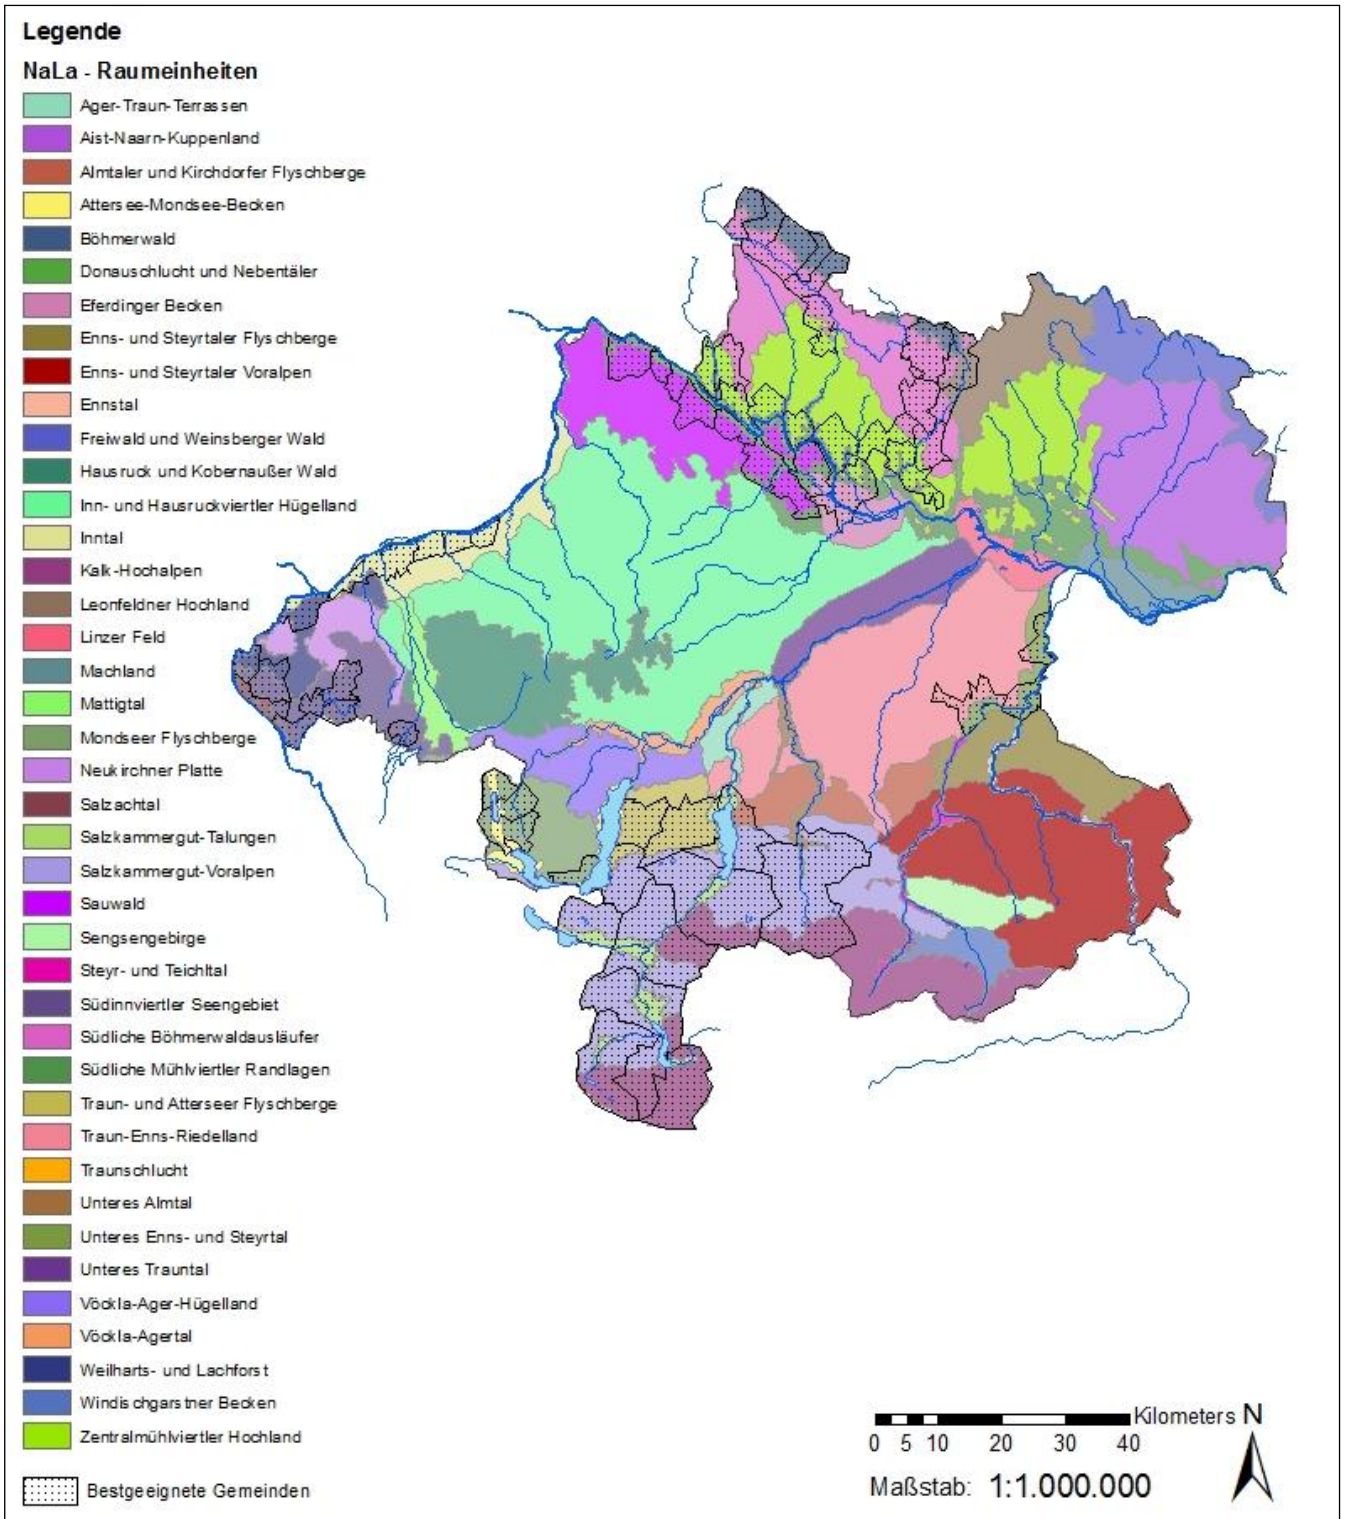 Legende
NaLa - Raumeinheiten
Ager-Traun-Terrassen
Aist-Naarn-Kuppenland
Almtaler und Kirchdorfer Flyschberge
Attersee-Mondsee-Becken
Böhmerwald
Donauschlucht und Nebentäler
Eferdinger Becken
Enns- und Steyrtaler Flyschberge
Enns- und Steyrtaler Voralpen
Ennstal
Freiwald und Weinsberger Wald
Hausruck und Kobernaußer Wald
Inn- und Hausruckviertler Hügelland
Inntal
Kalk-Hochalpen
Leonfeldner Hochland
Linzer Feld
Machland
Mattigtal
Mondseer Flyschberge
Neukirchner Platte
Salzachtal
Salzkammergut-Talungen
Salzkammergut-Voralpen
Sauwald
Sengsengebirge
Steyr- und Teichltal
Südinnviertler Seengebiet
Südliche Böhmerwaldausläufer
Südliche Mühlviertler Randlagen
Traun- und Atterseer Flyschberge
Traun-Enns-Riedelland
Traunschlucht
Unteres Almtal
Unteres Enns- und Steyrtal
Unteres Trauntal
Vöckla-Ager-Hügelland
Vöckla-Agertal
Weilharts- und Lachforst
Windischgarstner Becken
Zentralmühlviertler Hochland
Bestgeeignete Gemeinden
Kilometers N
0 5 10 20 30 40
Maßstab: 1:1.000.000